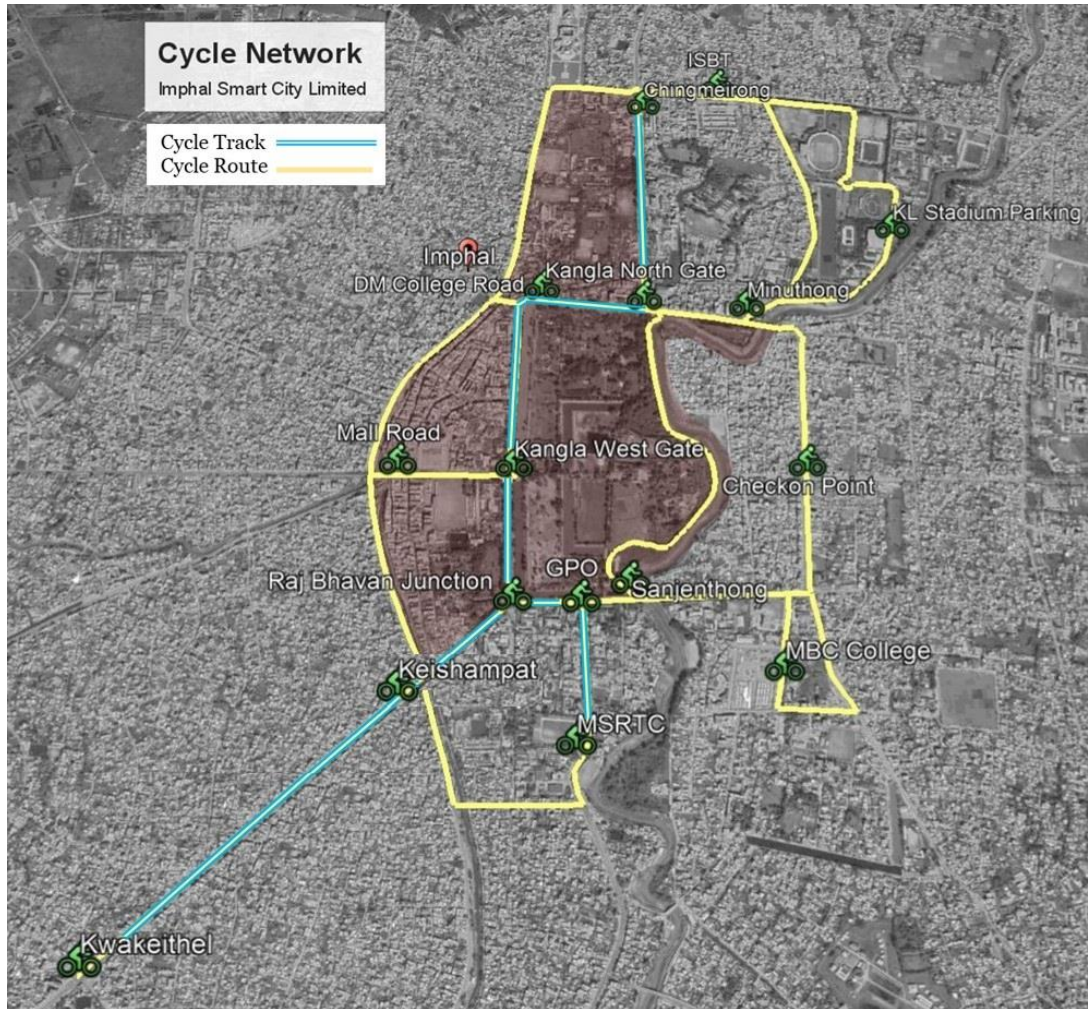 Cycle Network
Imphal Smart City Limited
Cycle Track
Cycle Route
ISBT
Chingmeirong
KL Stadium Parking
Imphal
Kangla North Gate
DM College Road
Minuthong
Mall Road
Kangla West Gate
Checkon Point
GPO
Raj Bhavan Junction
Sanjenthong
MBC College
Keishampat
MSRTC
Kwakeithel